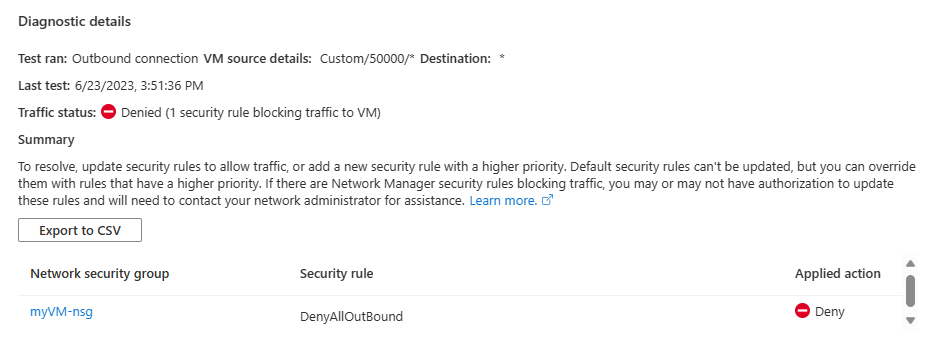 Diagnostic details
Test ran: Outbound connection VM source details: Custom/50000/* Destination: *
Last test: 6/23/2023, 3:51:36 PM
Traffic status: Denied (1 security rule blocking traffic to VM)
Summary
To resolve, update security rules to allow traffic, or add a new security rule with a higher priority. Default security rules can't be updated, but you can override
them with rules that have a higher priority. If there are Network Manager security rules blocking traffic, you may or may not have authorization to update
these rules and will need to contact your network administrator for assistance. Learn more.
Export to CSV
Network security group Security rule Applied action
myVM-nsg DenyAllOutBound Deny